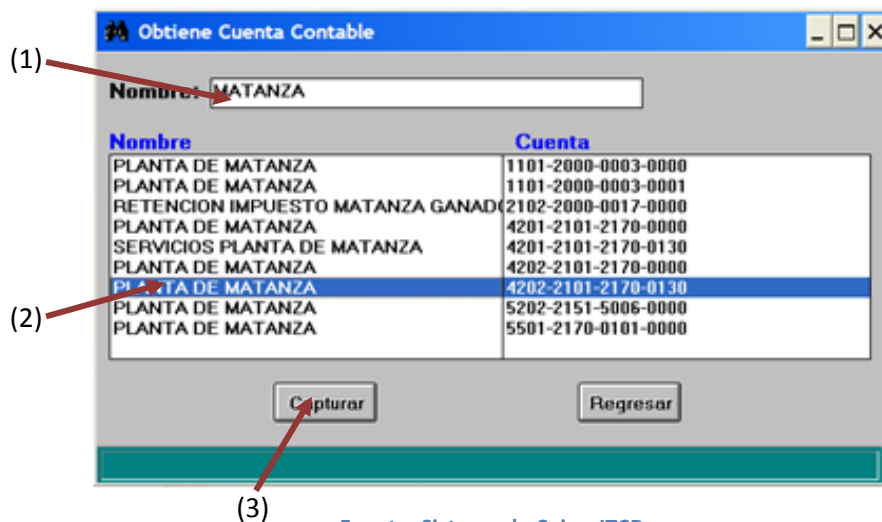 Obtiene Cuenta Contable
(1)
Nombre: MATANZA
Nombre Cuenta
PLANTA DE MATANZA 1101-2000-0003-0000
PLANTA DE MATANZA 1101-2000-0003-0001
RETENCION IMPUESTO MATANZA GANAD 2102-2000-0017-0000
PLANTA DE MATANZA 4201-2101-2170-0000
SERVICIOS PLANTA DE MATANZA 4201-2101-2170-0130
PLANTA DE MATANZA 4202-2101-2170-0000
PLANTA DE MATANZA 4202-2101-2170-0130
(2)
PLANTA DE MATANZA 5202-2151-5006-0000
PLANTA DE MATANZA 5501-2170-0101-0000
Capturar Regresar
(3)